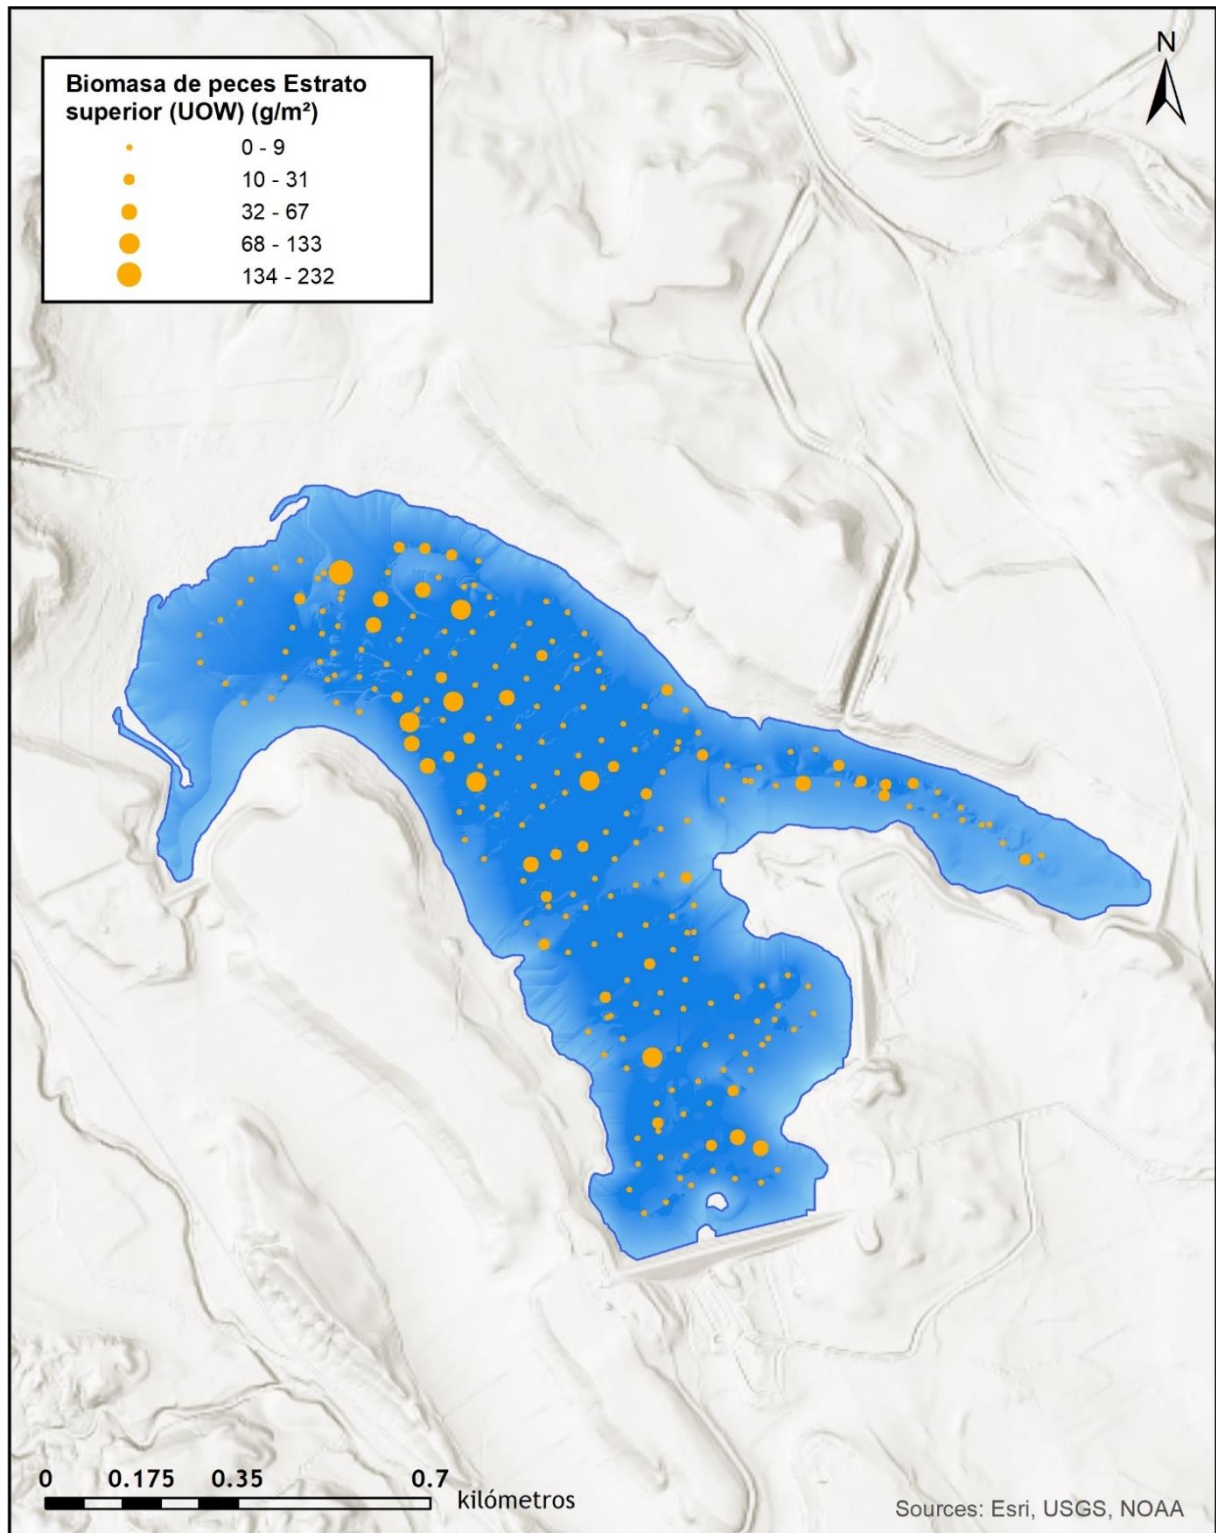 N
Biomasa de peces Estrato
superior (UOW) (g/m²)
0 - 9
10 - 31
32 - 67
68 - 133
134 - 232
0 0.175 0.35 0.7
kilómetros
Sources: Esri, USGS, NOAA